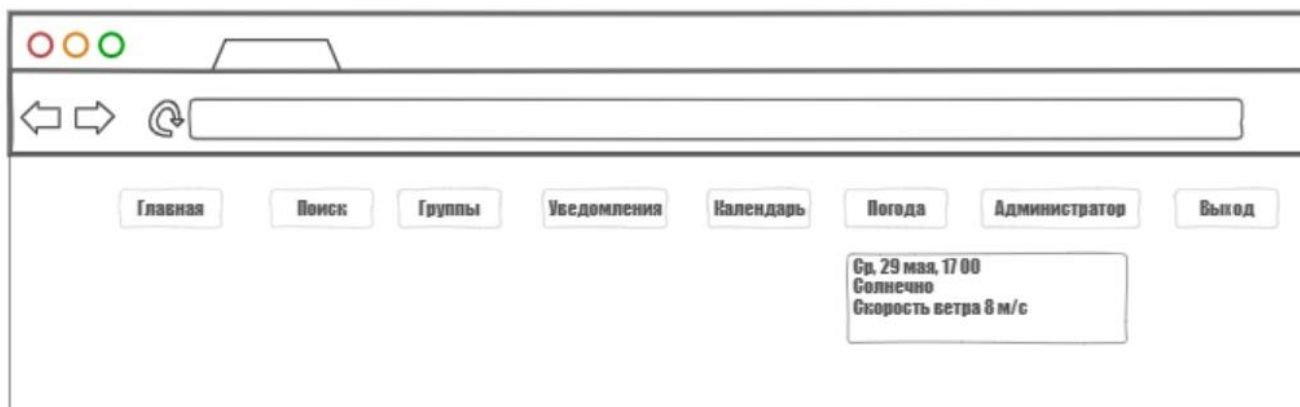 Главная Поиск Группы Уведомления Календарь Погода Администратор Выход
Ср, 29 мая, 17 00
Солнечно
Скорость ветра 8 м/с